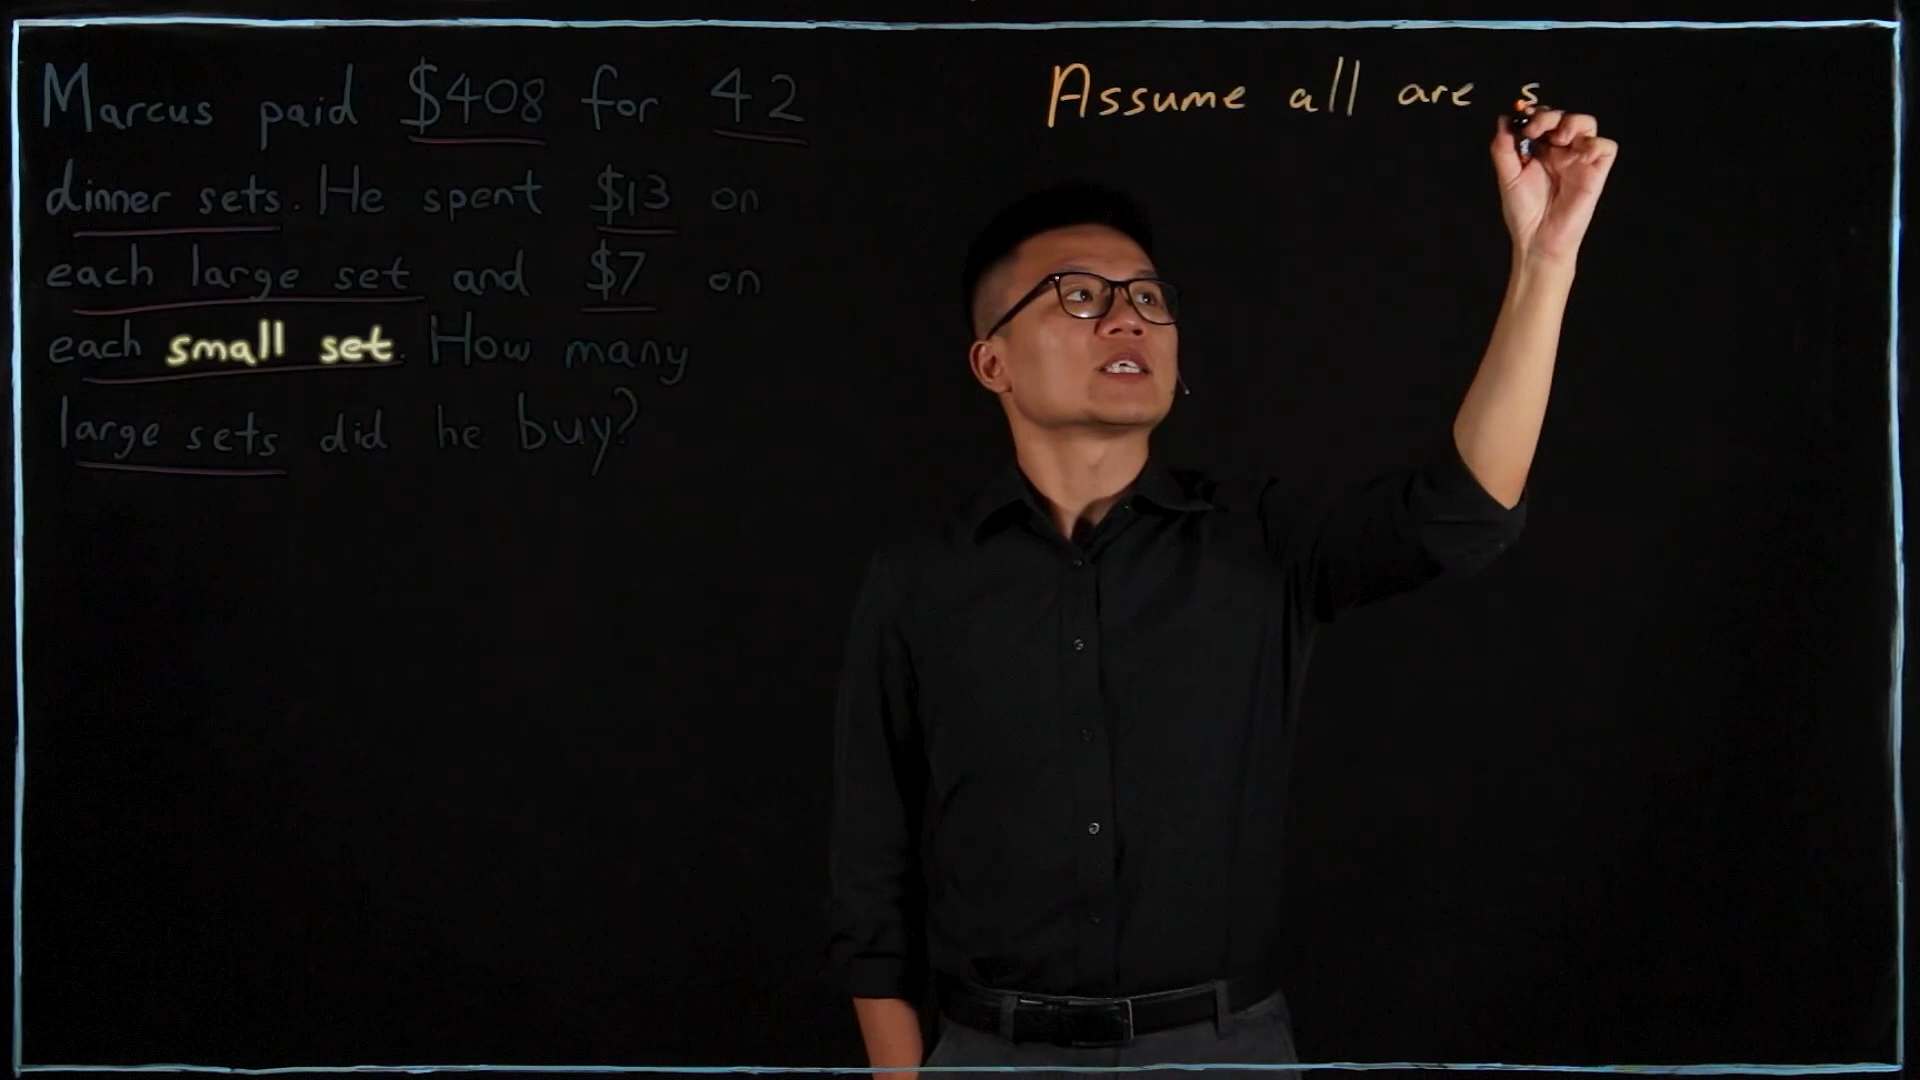 Marcus paid $408 for 42
dinner sets. He spent $13 on
each large set and $7 on
each small set. How many
large sets did he buy?
Assume all are s